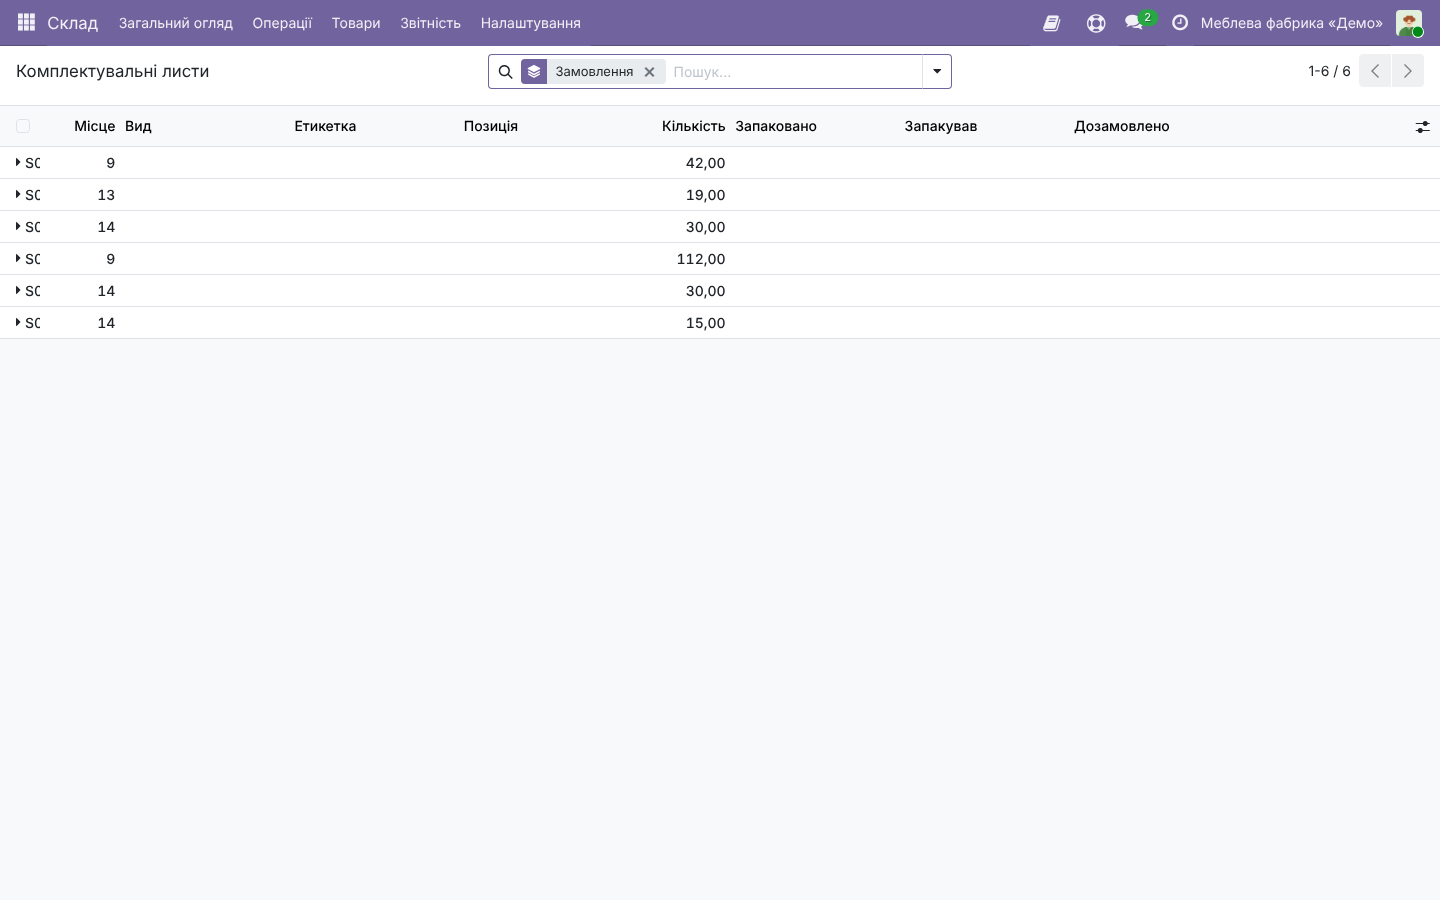 Склад Загальний огляд Операції Товари Звітність Налаштування 2 Меблева фабрика «Демо»
Комплектувальні листи Замовлення Пошук... 1-6 / 6
Місце Вид Етикетка Позиція Кількість Запаковано Запакував Дозамовлено
9 42,00
13 19,00
14 30,00
9 112,00
14 30,00
14 15,00